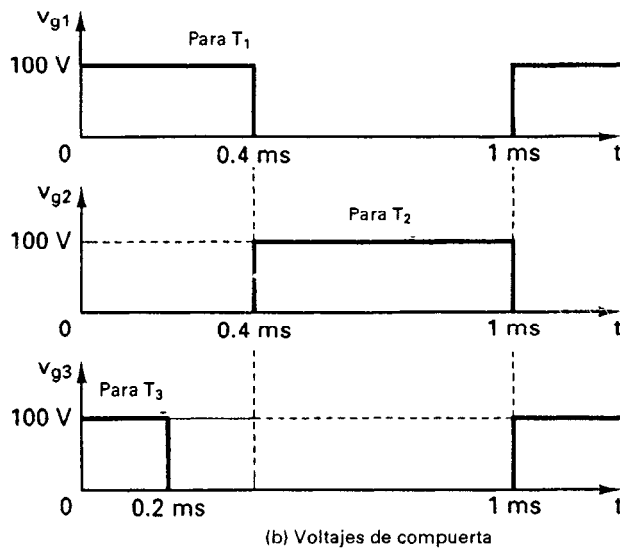 v_g1
Para T₁
100 V
0
0.4 ms
1 ms
t
v_g2
Para T₂
100 V
0
0.4 ms
1 ms
t
v_g3
Para T₃
100 V
0
0.2 ms
1 ms
t
(b) Voltajes de compuerta